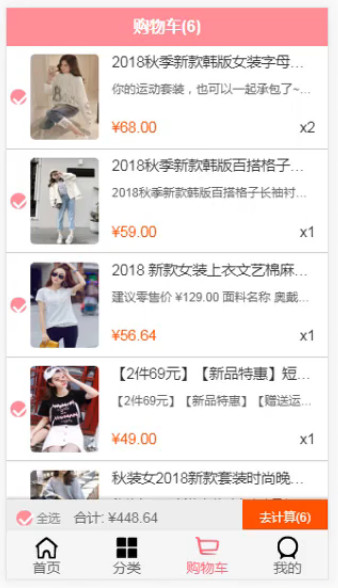 购物车(6)
2018秋季新款韩版女装字母…
你的运动套装，也可以一起承包了~…
¥68.00 x2
2018秋季新款韩版百搭格子…
2018秋季新款韩版百搭格子长袖衬…
¥59.00 x1
2018 新款女装上衣文艺棉麻…
建议零售价 ¥129.00 面料名称 奥戴…
¥56.64 x1
【2件69元】【新品特惠】短…
【2件69元】【新品特惠】【赠送运…
¥49.00 x1
秋装女2018新款套装时尚晚…
全选 合计: ¥448.64 去计算(6)
首页 分类 购物车 我的